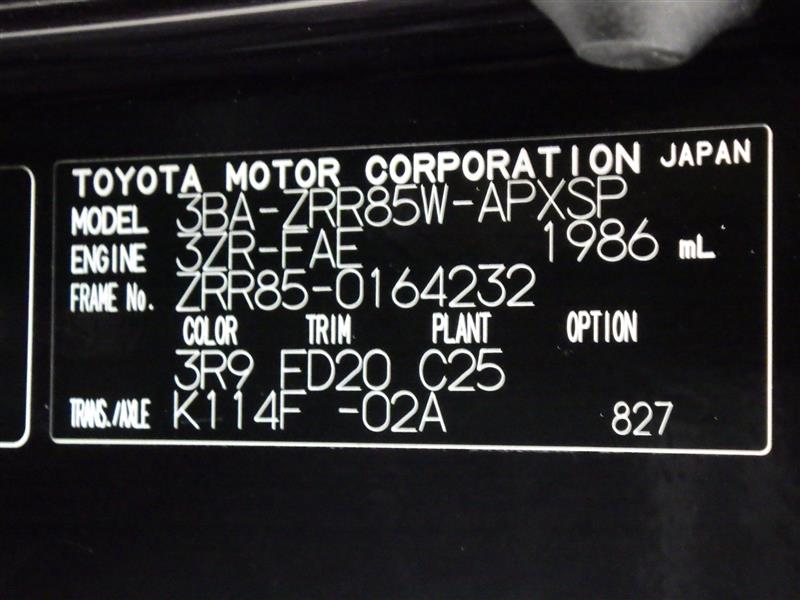 TOYOTA MOTOR CORPORATION JAPAN
MODEL 3BA-ZRR85W-APXSP
ENGINE 3ZR-FAE 1986 mL
FRAME No. ZRR85-0164232
COLOR TRIM PLANT OPTION
3R9 FD20 C25
TRANS./AXLE K114F -02A 827